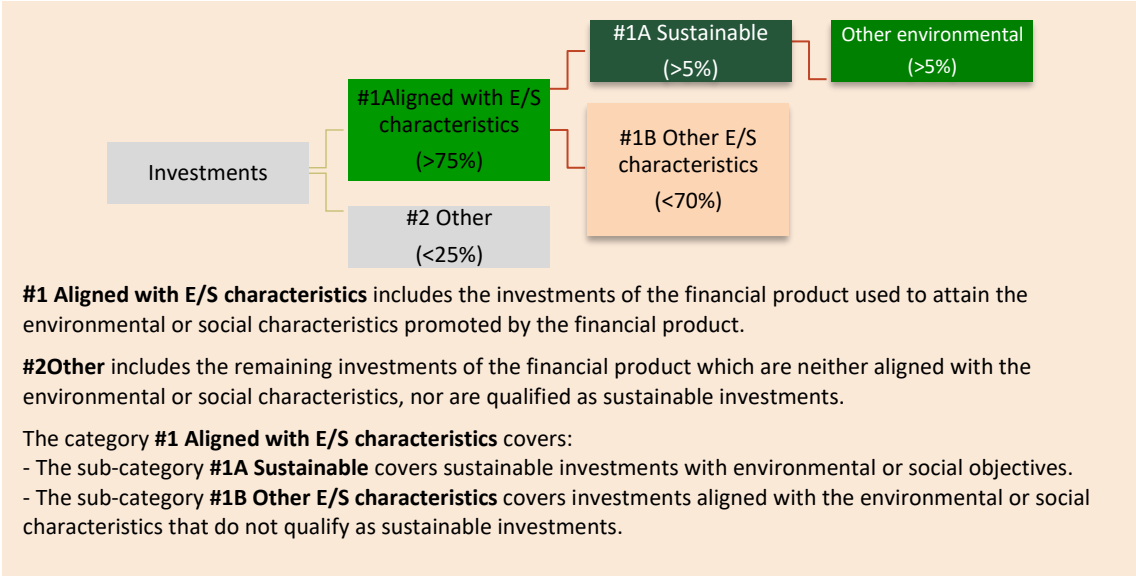 #1A Sustainable
(>5%)
Other environmental
(>5%)
#1Aligned with E/S
characteristics
(>75%)
#1B Other E/S
characteristics
(<70%)
Investments
#2 Other
(<25%)
#1 Aligned with E/S characteristics includes the investments of the financial product used to attain the
environmental or social characteristics promoted by the financial product.
#2Other includes the remaining investments of the financial product which are neither aligned with the
environmental or social characteristics, nor are qualified as sustainable investments.
The category #1 Aligned with E/S characteristics covers:
- The sub-category #1A Sustainable covers sustainable investments with environmental or social objectives.
- The sub-category #1B Other E/S characteristics covers investments aligned with the environmental or social
characteristics that do not qualify as sustainable investments.